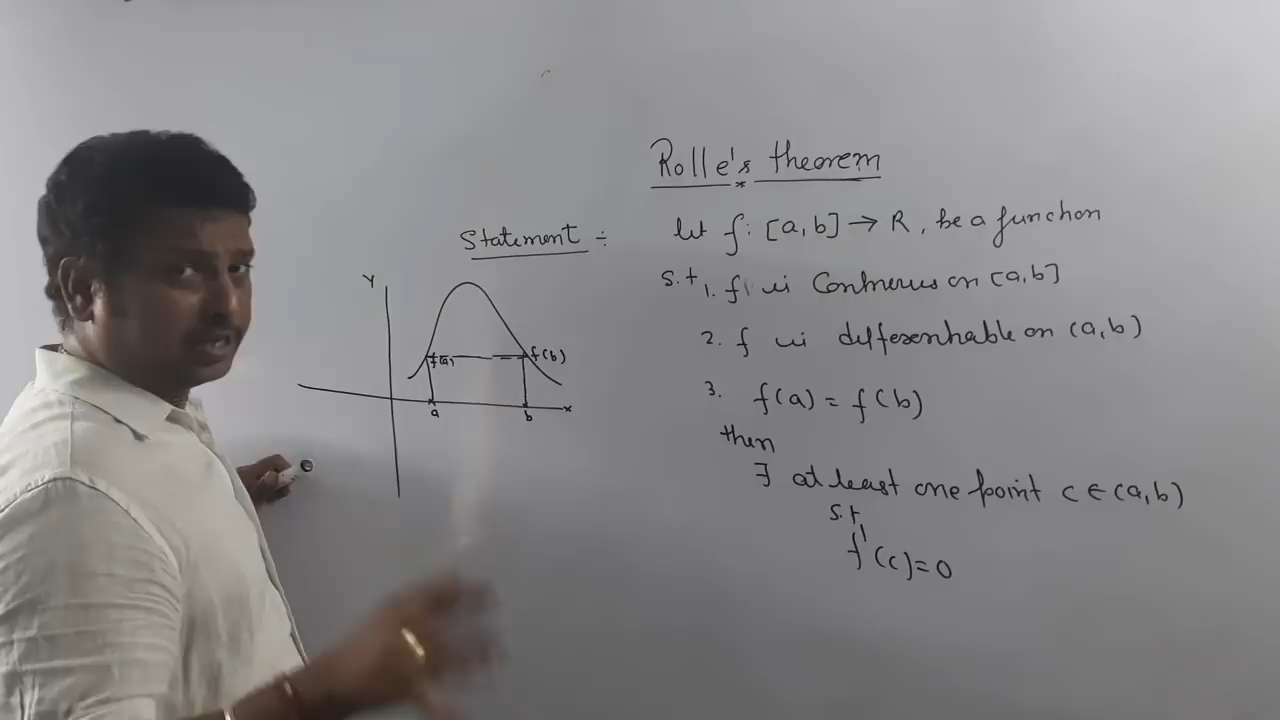 Rolle's theorem
Statement ÷
let f: [a,b] → R, be a function
s.t 1. f is Continuous on [a,b]
2. f is differentiable on (a,b)
3. f(a) = f(b)
then
∃ at least one point c ∈ (a,b)
s.t
f'(c)=0
Y
f(a) f(b)
a b x